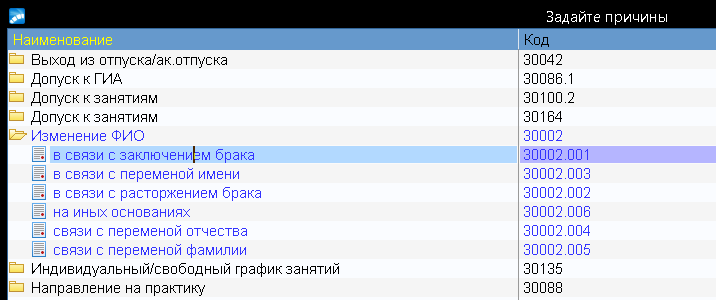 Задайте причины
Наименование Код
Выход из отпуска/ак.отпуска 30042
Допуск к ГИА 30086.1
Допуск к занятиям 30100.2
Допуск к занятиям 30164
Изменение ФИО 30002
в связи с заключением брака 30002.001
в связи с переменой имени 30002.003
в связи с расторжением брака 30002.002
на иных основаниях 30002.006
связи с переменой отчества 30002.004
связи с переменой фамилии 30002.005
Индивидуальный/свободный график занятий 30135
Направление на практику 30088